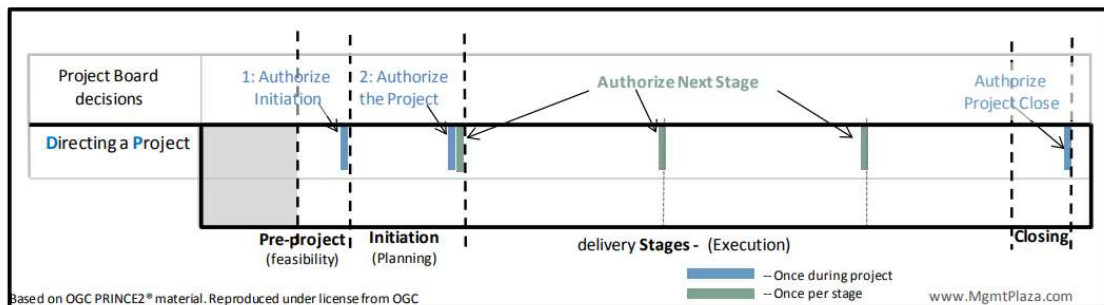 Project Board
decisions
1: Authorize
Initiation
2: Authorize
the Project
Authorize Next Stage
Authorize
Project Close
Directing a Project
Pre-project
(feasibility)
Initiation
(Planning)
delivery Stages - (Execution)
Closing
-- Once during project
-- Once per stage
Based on OGC PRINCE2® material. Reproduced under license from OGC
www.MgmtPlaza.com